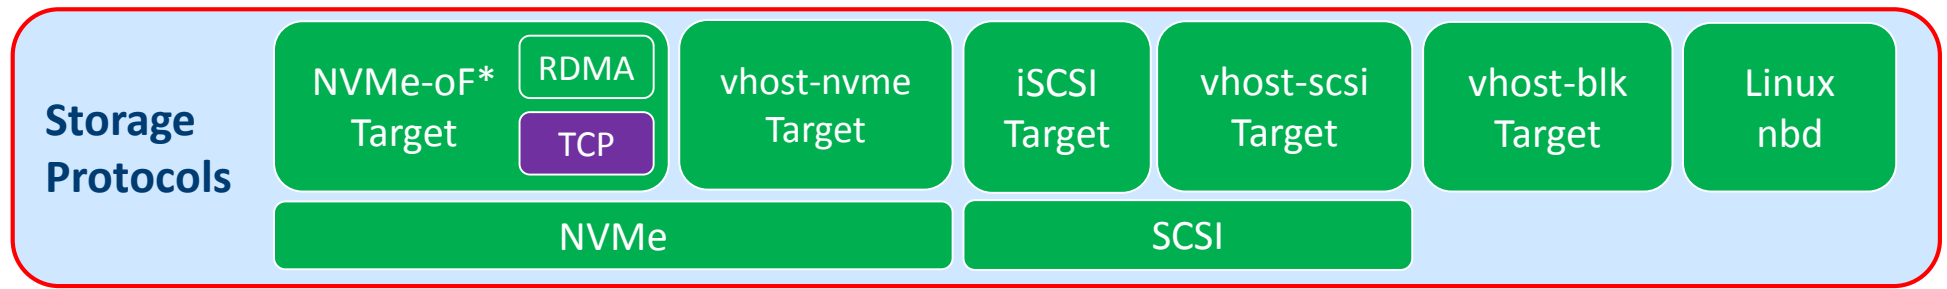 Storage
Protocols
NVMe-oF*
Target
RDMA
TCP
vhost-nvme
Target
iSCSI
Target
vhost-scsi
Target
vhost-blk
Target
Linux
nbd
NVMe
SCSI